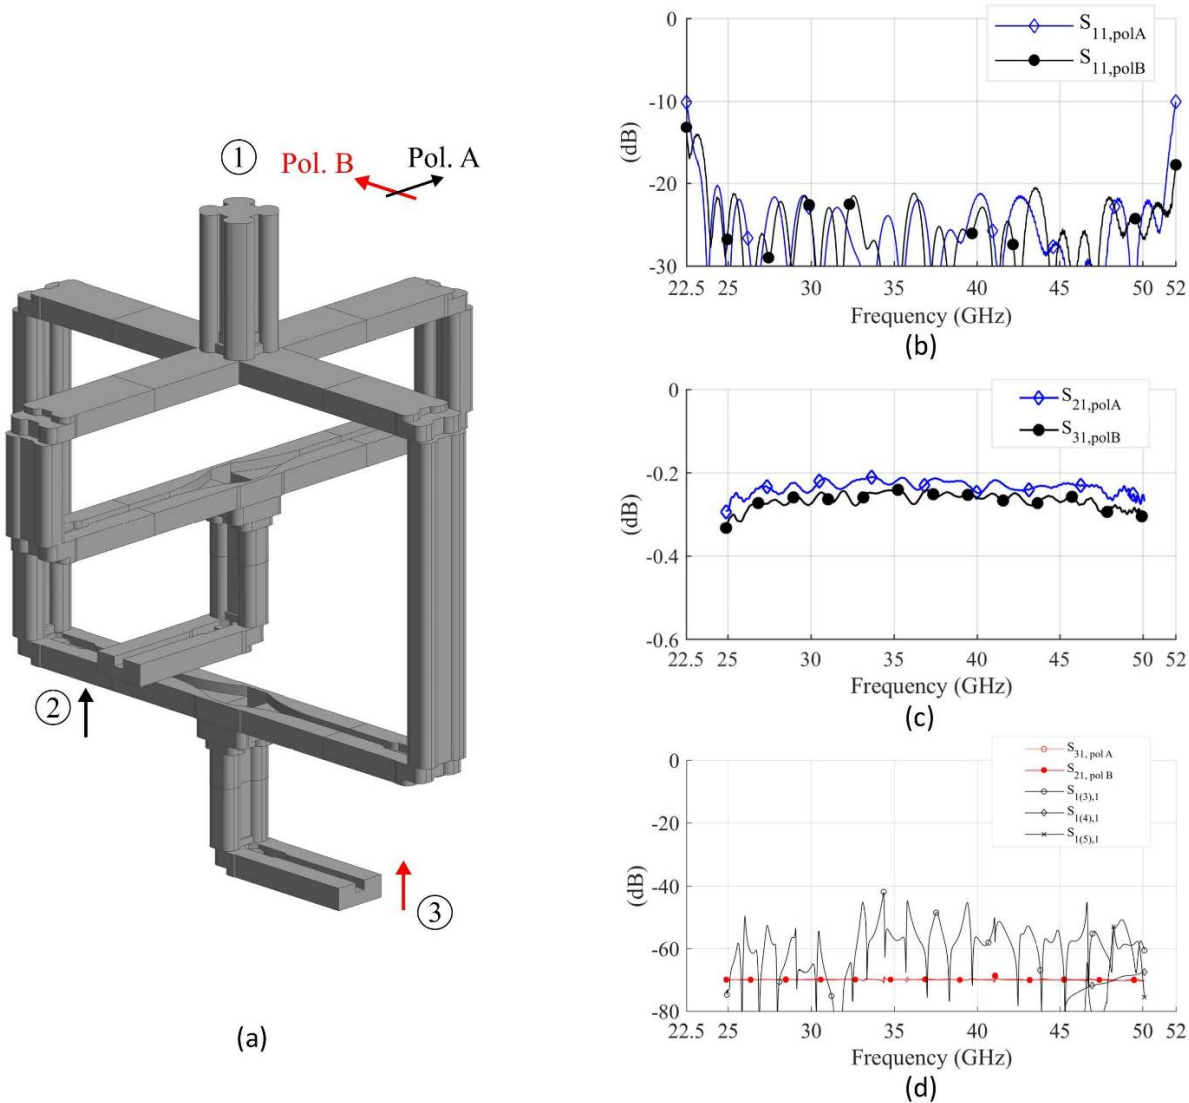 ①
Pol. B
Pol. A
②
③
(a)
0
-10
-20
-30
(dB)
22.5 25 30 35 40 45 50 52
Frequency (GHz)
S11,polA
S11,polB
(b)
0
-0.2
-0.4
-0.6
(dB)
22.5 25 30 35 40 45 50 52
Frequency (GHz)
S21,polA
S31,polB
(c)
0
-20
-40
-60
-80
(dB)
22.5 25 30 35 40 45 50 52
Frequency (GHz)
S31, pol A
S21, pol B
S1(3),1
S1(4),1
S1(5),1
(d)